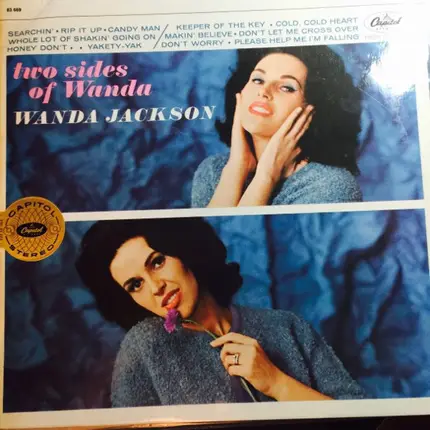 83 469
SEARCHIN' • RIP IT UP • CANDY MAN / KEEPER OF THE KEY • COLD, COLD HEART
WHOLE LOT OF SHAKIN' GOING ON / MAKIN' BELIEVE • DON'T LET ME CROSS OVER
HONEY DON'T • YAKETY-YAK / DON'T WORRY • PLEASE HELP ME I'M FALLING
Capitol
two sides
of Wanda
WANDA JACKSON
CAPITOL
Capitol
STEREO